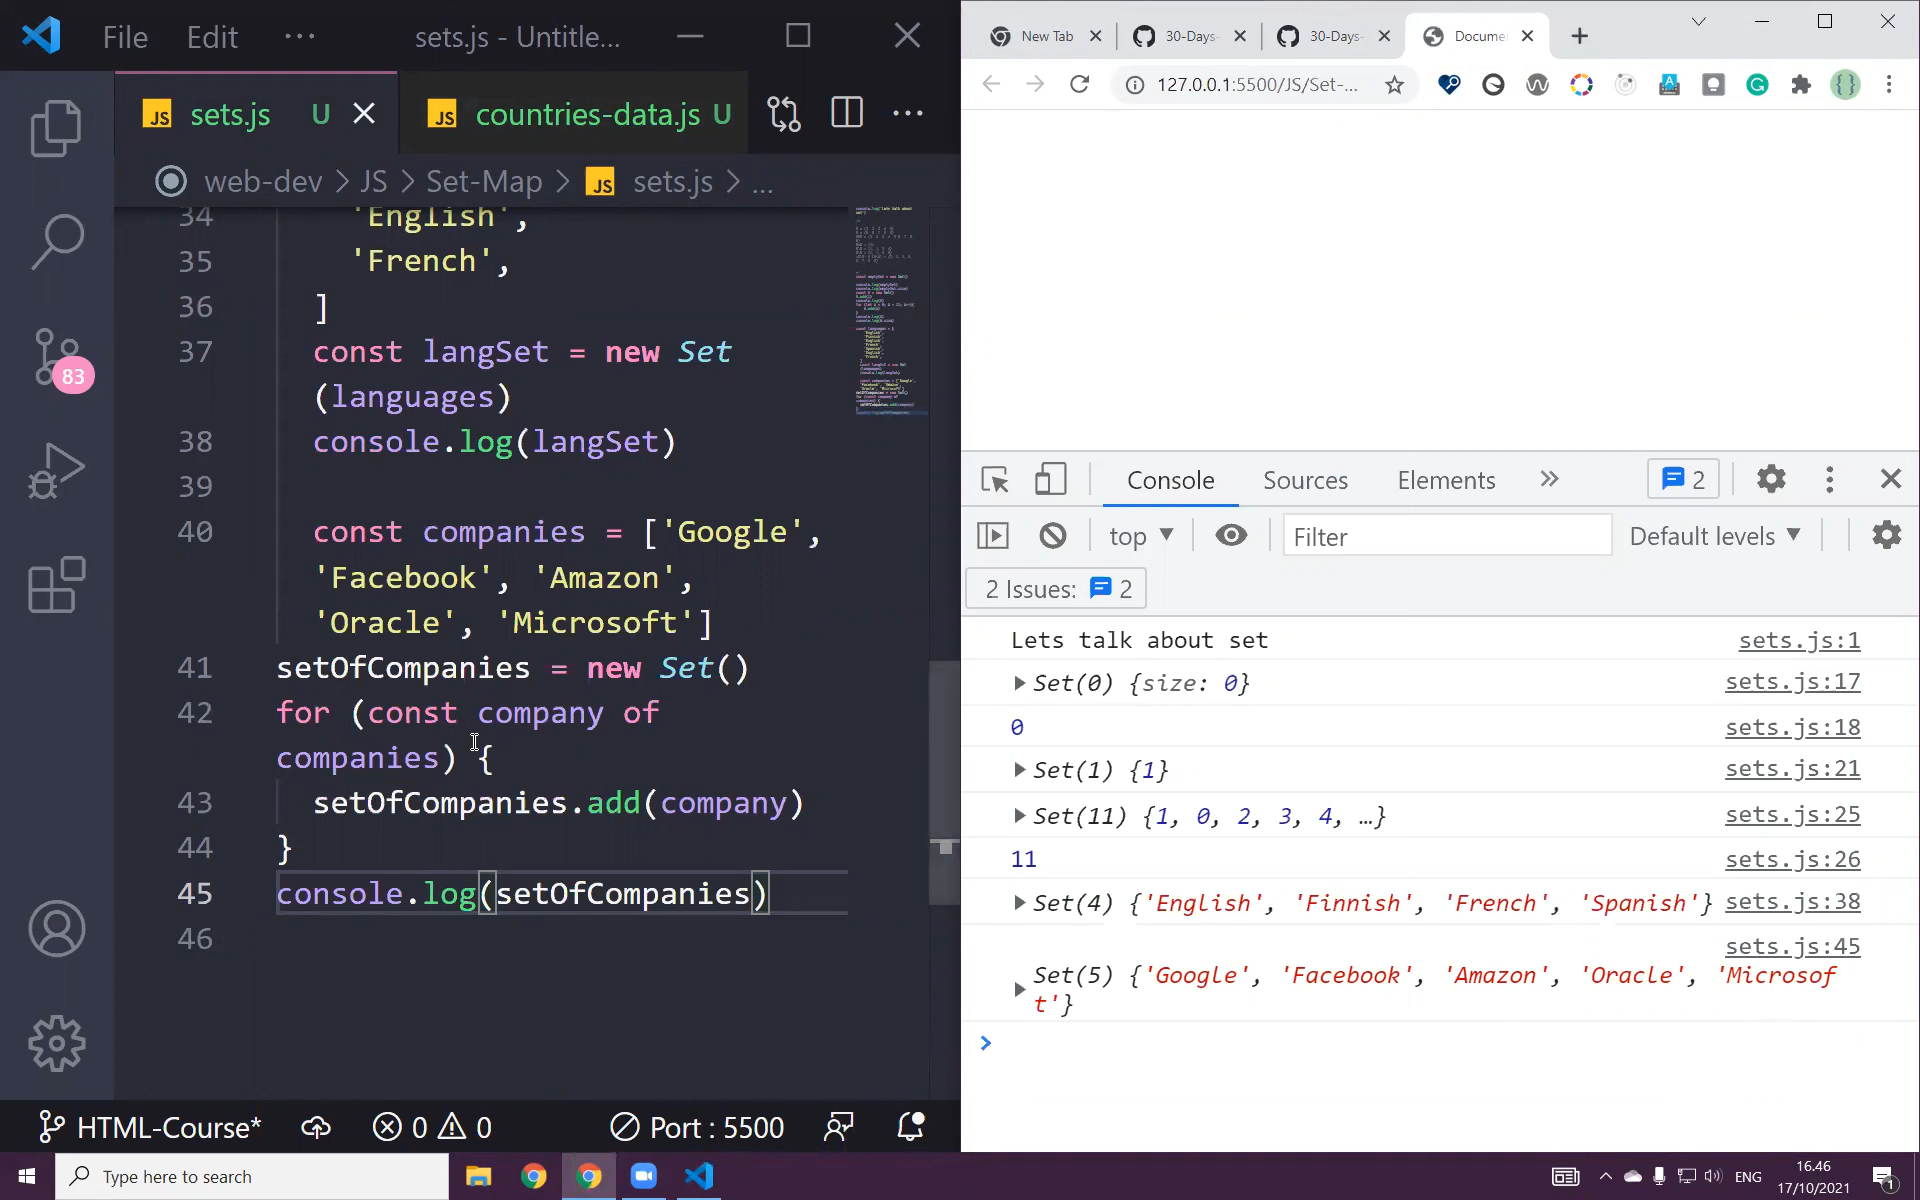 File Edit ··· sets.js - Untitle...
JS sets.js U JS countries-data.js U ···
web-dev > JS > Set-Map > JS sets.js > ...
34 'English',
35 'French',
36 ]
37 const langSet = new Set
(languages)
38 console.log(langSet)
39
40 const companies = ['Google',
'Facebook', 'Amazon',
'Oracle', 'Microsoft']
41 setOfCompanies = new Set()
42 for (const company of
companies) {
43 setOfCompanies.add(company)
44 }
45 console.log(setOfCompanies)
46
83
HTML-Course* 0 0 Port : 5500
New Tab 30-Days- 30-Days- Docume
127.0.0.1:5500/JS/Set-...
Console Sources Elements 2
top Filter Default levels
2 Issues: 2
Lets talk about set sets.js:1
Set(0) {size: 0} sets.js:17
0 sets.js:18
Set(1) {1} sets.js:21
Set(11) {1, 0, 2, 3, 4, …} sets.js:25
11 sets.js:26
Set(4) {'English', 'Finnish', 'French', 'Spanish'} sets.js:38
sets.js:45
Set(5) {'Google', 'Facebook', 'Amazon', 'Oracle', 'Microsof
t'}
Type here to search
ENG
16.46
17/10/2021
1